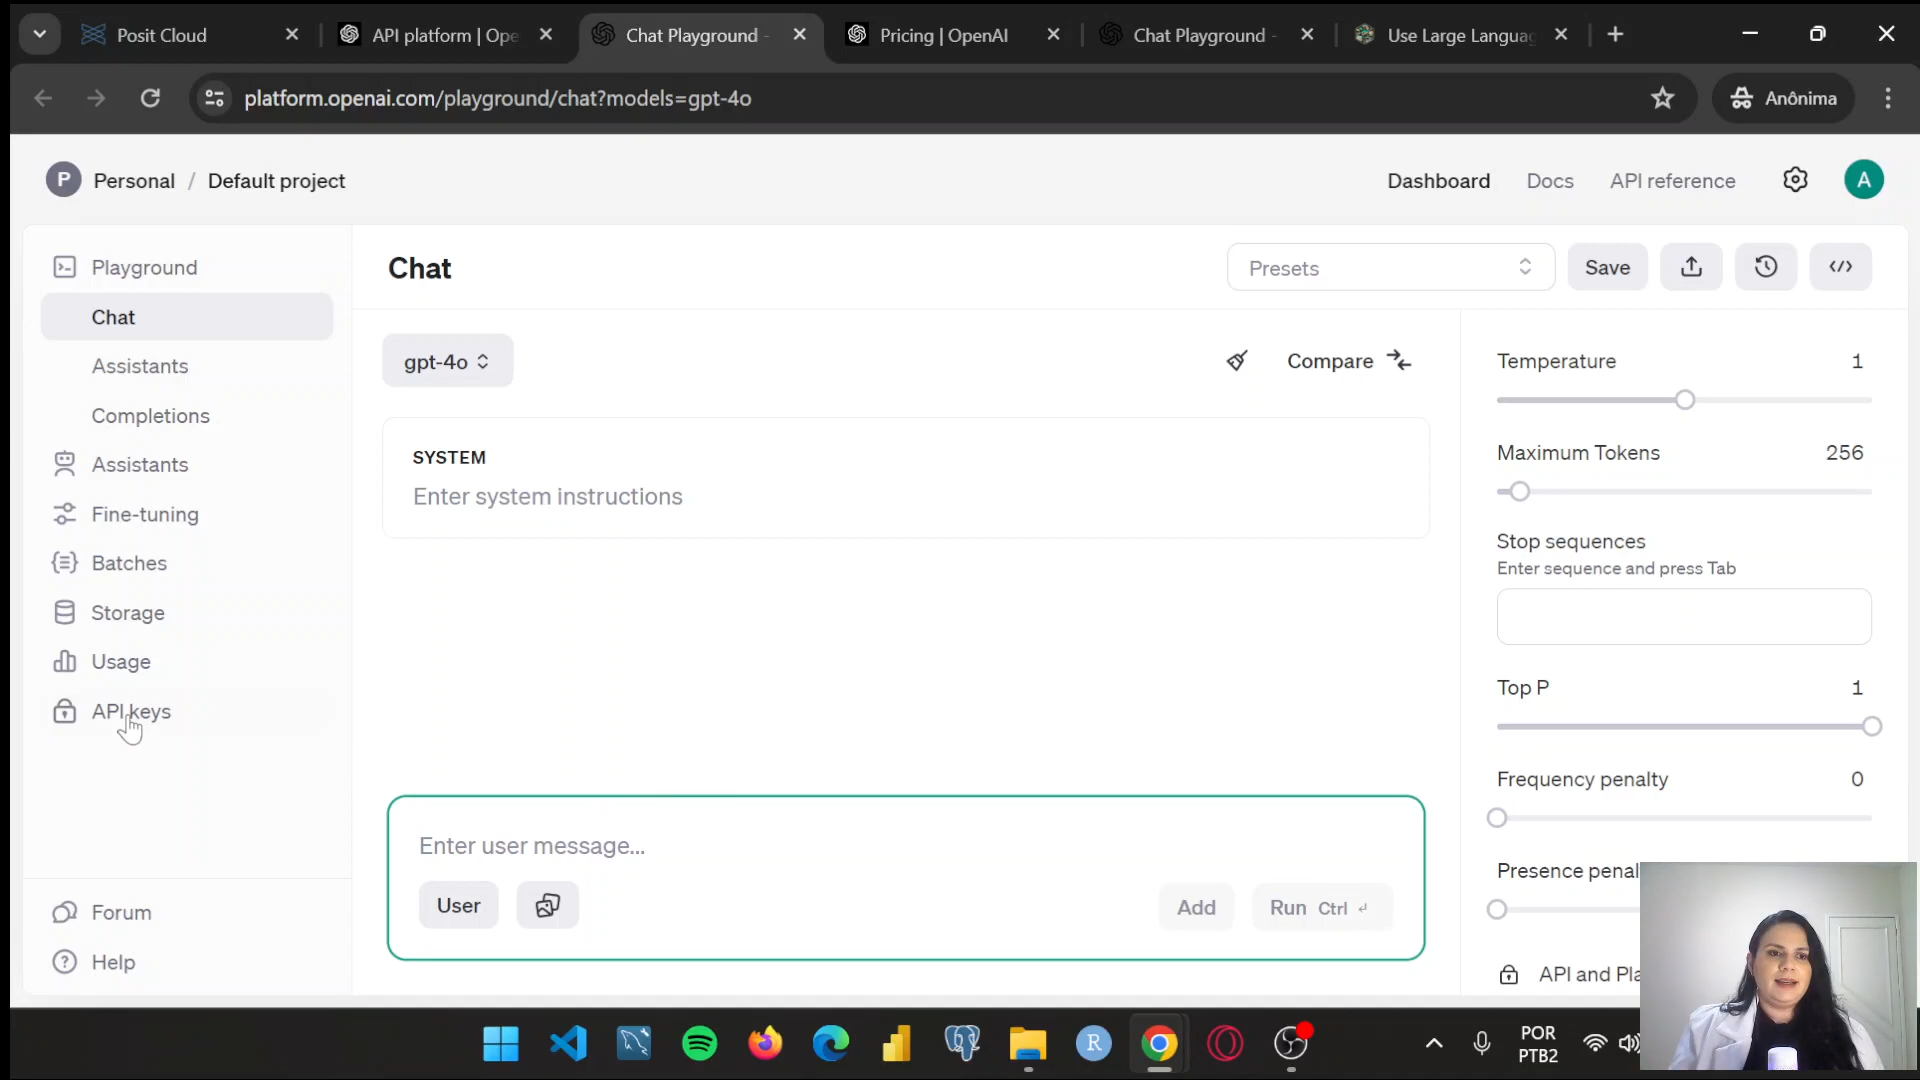 Posit Cloud
API platform | Ope
Chat Playground -
Pricing | OpenAI
Chat Playground -
Use Large Langua
platform.openai.com/playground/chat?models=gpt-4o
Anônima
P Personal / Default project
Dashboard
Docs
API reference
A
Playground
Chat
Assistants
Completions
Assistants
Fine-tuning
Batches
Storage
Usage
API keys
Forum
Help
Chat
Presets
Save
gpt-4o
Compare
SYSTEM
Enter system instructions
Enter user message...
User
Add
Run Ctrl
Temperature 1
Maximum Tokens 256
Stop sequences
Enter sequence and press Tab
Top P 1
Frequency penalty 0
Presence penal
API and Pla
R
POR
PTB2